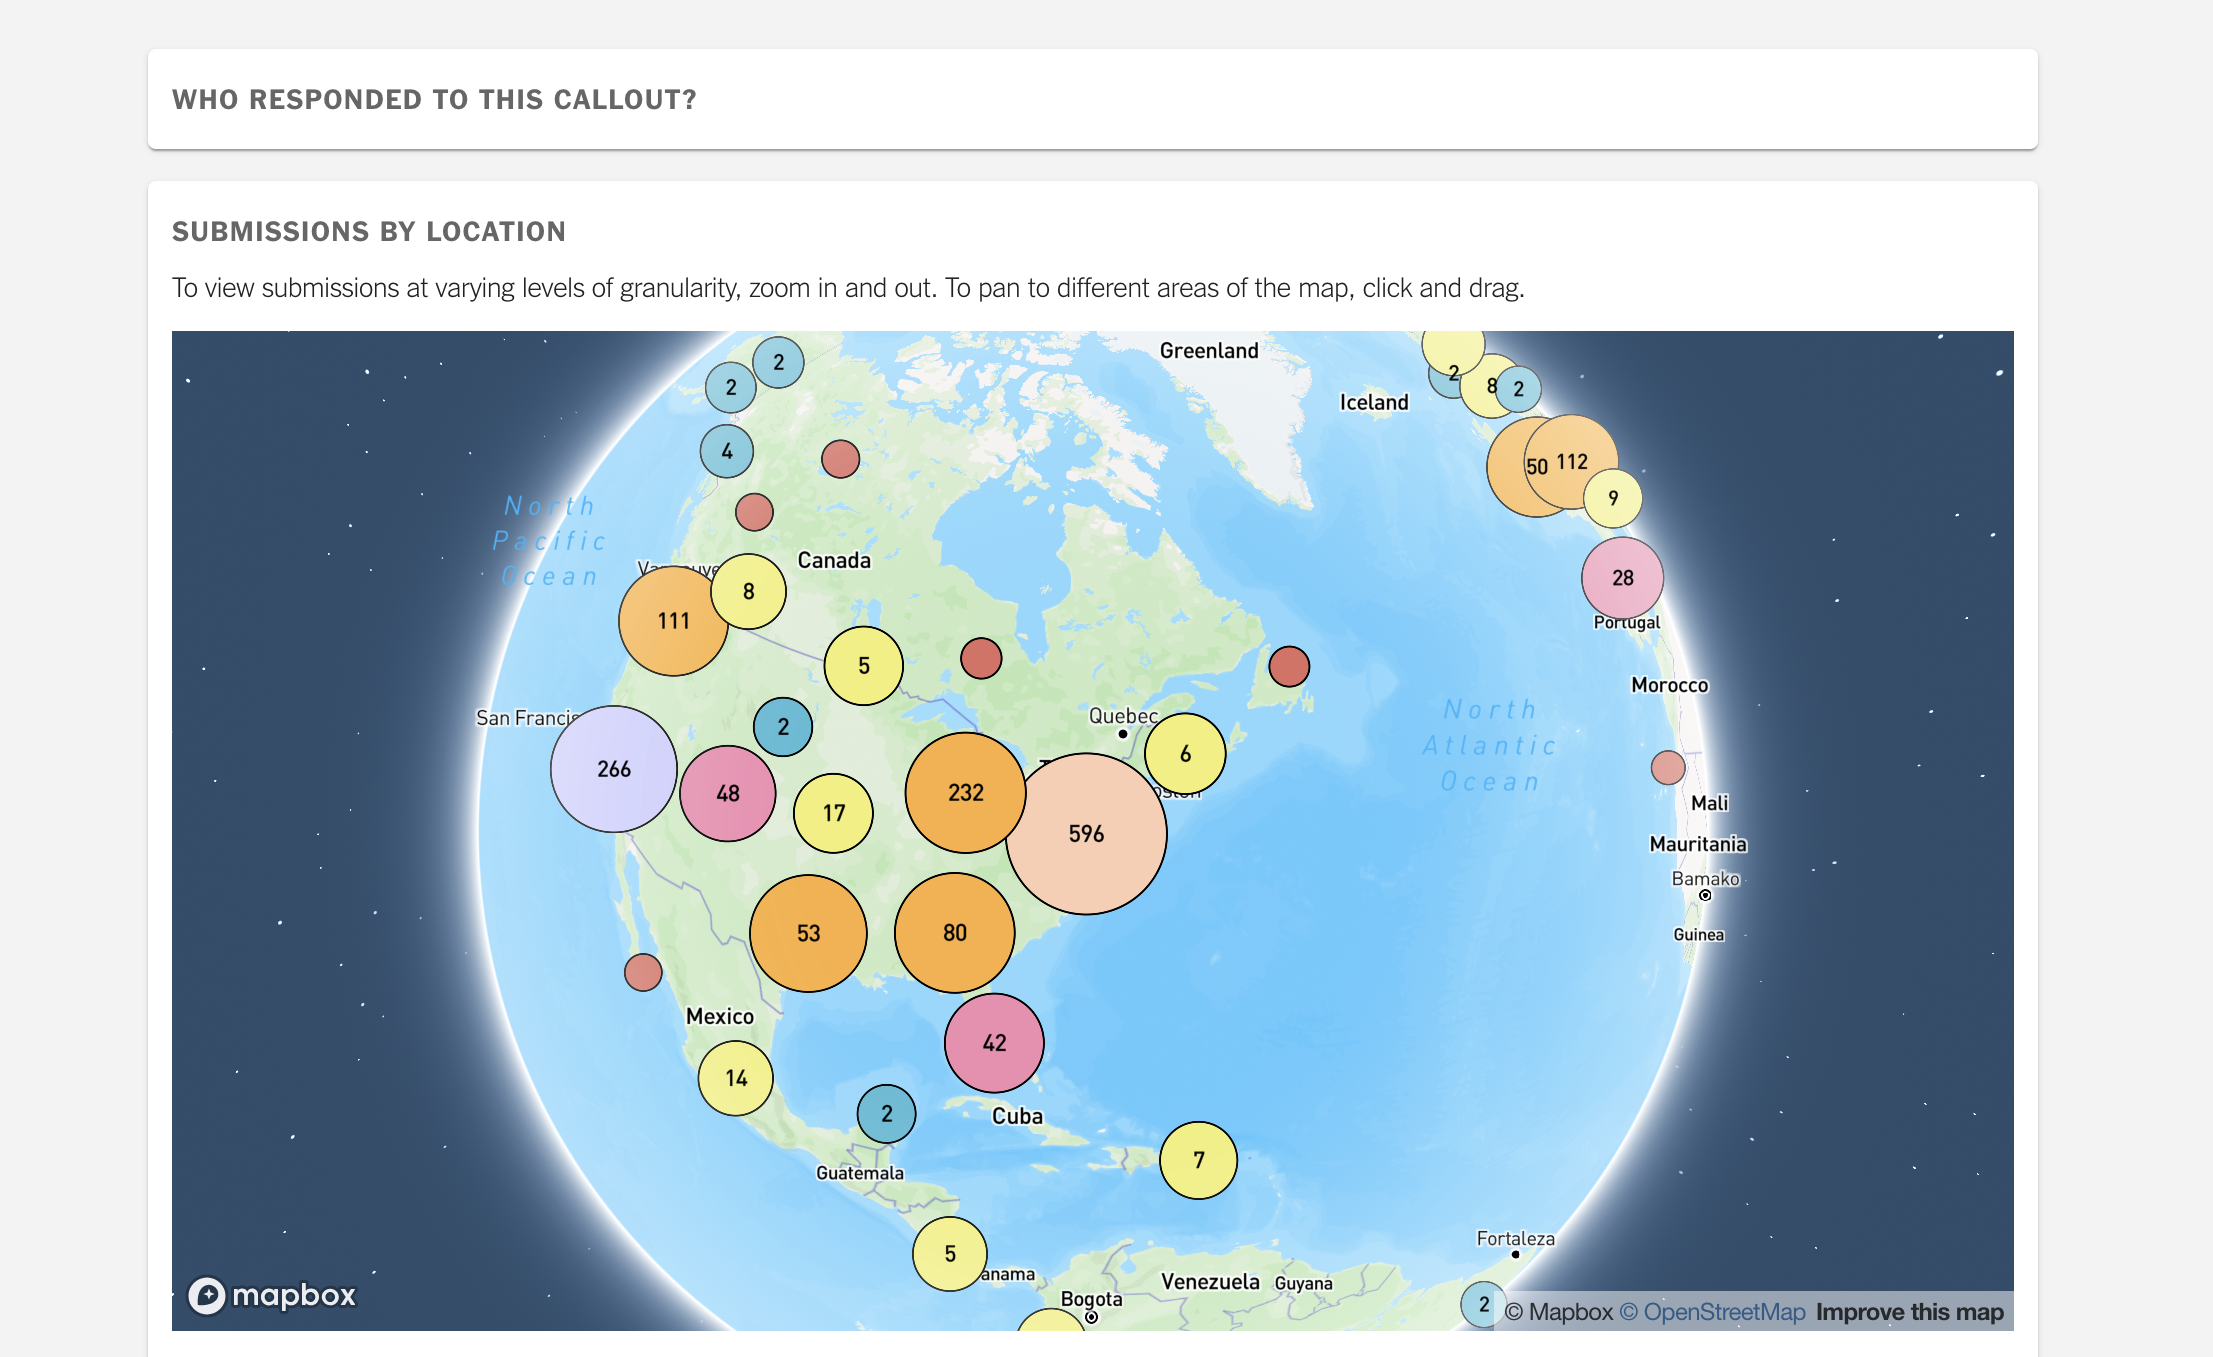 WHO RESPONDED TO THIS CALLOUT?
SUBMISSIONS BY LOCATION
To view submissions at varying levels of granularity, zoom in and out. To pan to different areas of the map, click and drag.
Greenland
2
2
2
8
2
Iceland
4
50
112
9
North
Pacific
Ocean
Canada
28
8
111
Portugal
5
Morocco
San Francis
2
Quebec
North
Atlantic
Ocean
6
266
48
17
232
596
Mali
Mauritania
Bamako
53
80
Guinea
Mexico
42
14
2
Cuba
7
Guatemala
Fortaleza
5
anama
Venezuela
Guyana
Bogota
2
mapbox
© Mapbox © OpenStreetMap Improve this map